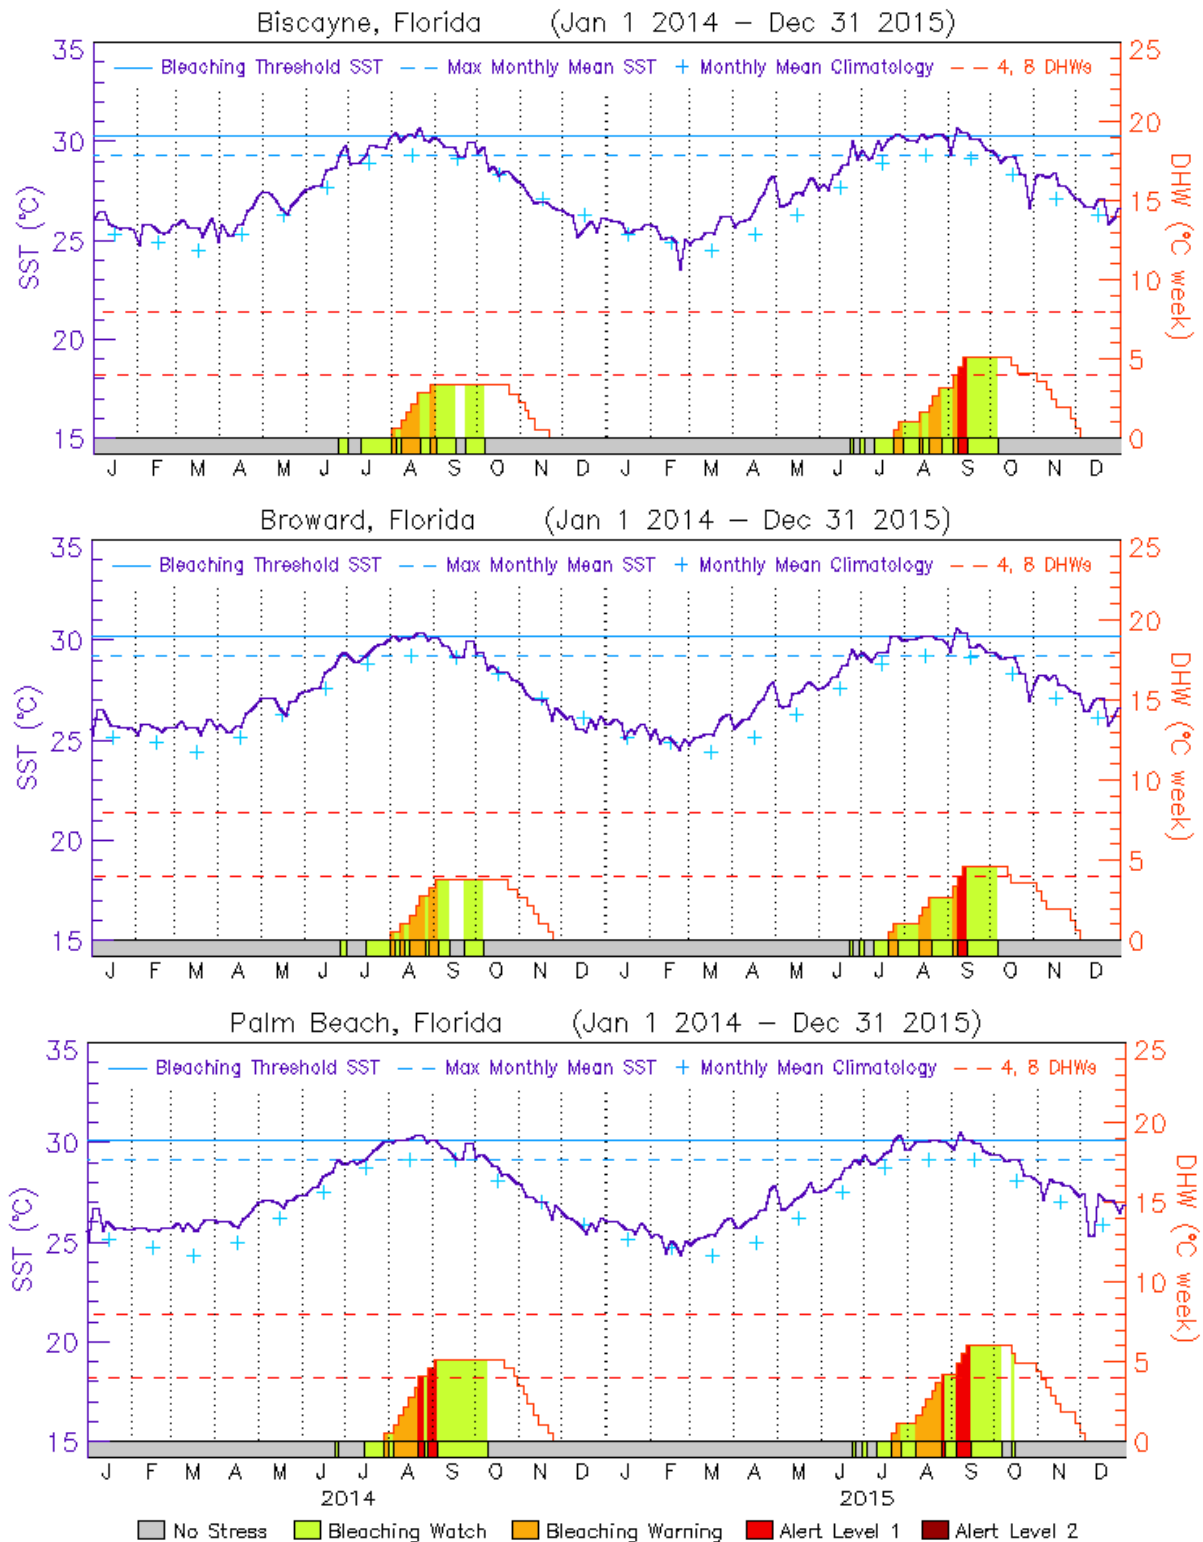 Biscayne, Florida (Jan 1 2014 – Dec 31 2015)
35 25
Bleaching Threshold SST Max Monthly Mean SST + Monthly Mean Climatology 4, 8 DHWs
30 20
SST (°C) DHW (°C week)
25 15
10
20
5
15 0
J F M A M J J A S O N D J F M A M J J A S O N D
Broward, Florida (Jan 1 2014 – Dec 31 2015)
35 25
Bleaching Threshold SST Max Monthly Mean SST + Monthly Mean Climatology 4, 8 DHWs
30 20
SST (°C) DHW (°C week)
25 15
10
20
5
15 0
J F M A M J J A S O N D J F M A M J J A S O N D
Palm Beach, Florida (Jan 1 2014 – Dec 31 2015)
35 25
Bleaching Threshold SST Max Monthly Mean SST + Monthly Mean Climatology 4, 8 DHWs
30 20
SST (°C) DHW (°C week)
25 15
10
20
5
15 0
J F M A M J J A S O N D J F M A M J J A S O N D
2014 2015
No Stress Bleaching Watch Bleaching Warning Alert Level 1 Alert Level 2